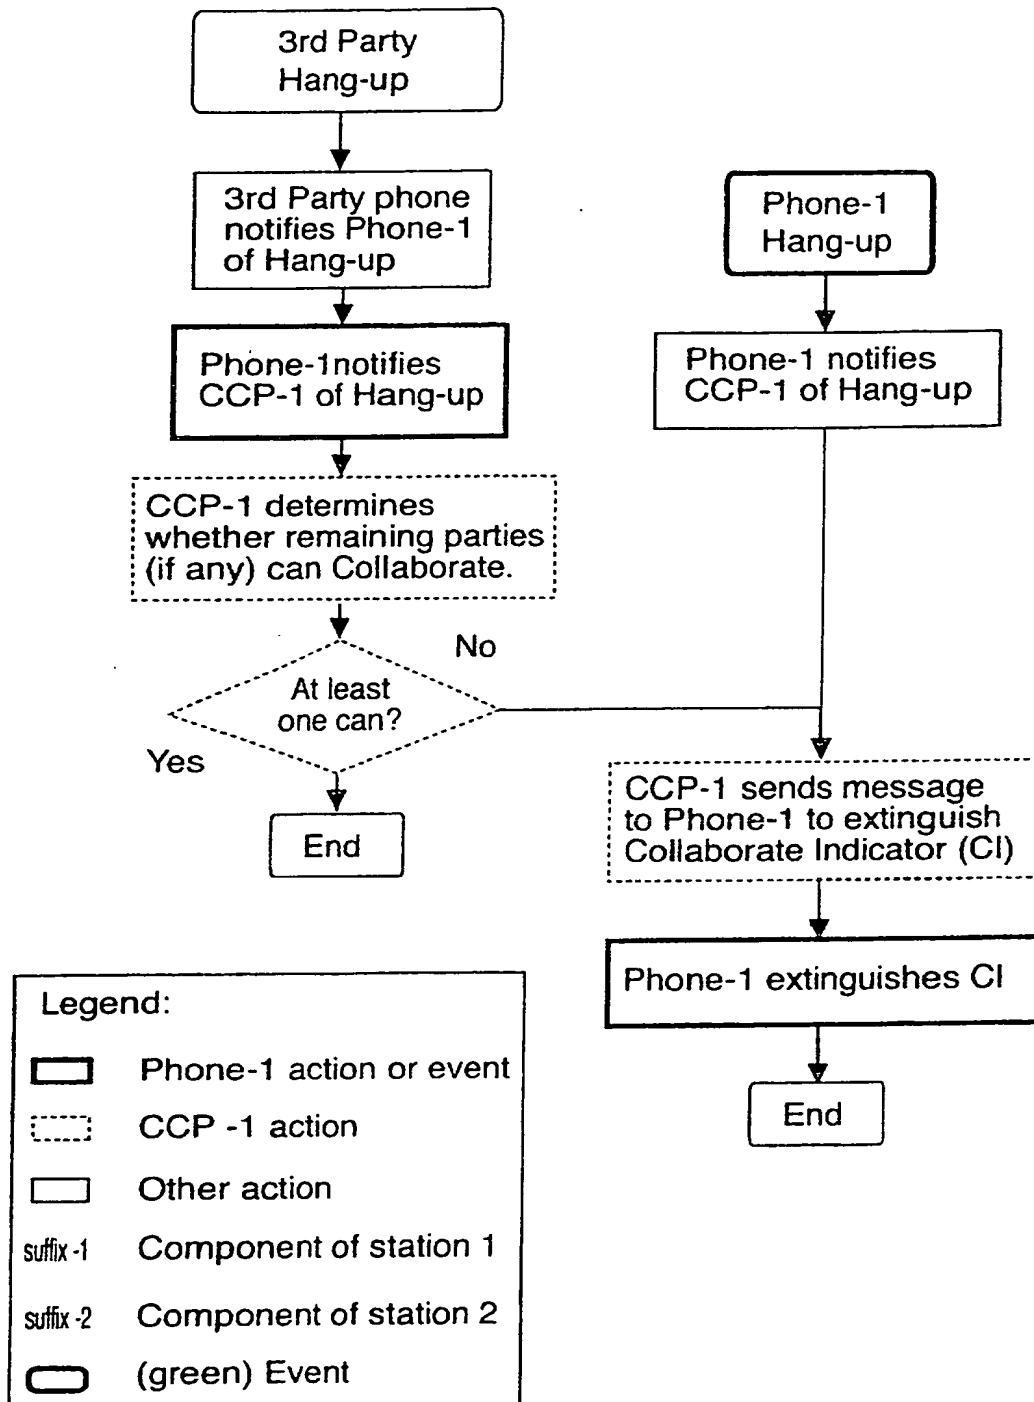 3rd Party
Hang-up
3rd Party phone
notifies Phone-1
of Hang-up
Phone-1notifies
CCP-1 of Hang-up
CCP-1 determines
whether remaining parties
(if any) can Collaborate.
At least
one can?
No
Yes
End
Phone-1
Hang-up
Phone-1 notifies
CCP-1 of Hang-up
CCP-1 sends message
to Phone-1 to extinguish
Collaborate Indicator (CI)
Phone-1 extinguishes CI
End
Legend:
Phone-1 action or event
CCP -1 action
Other action
suffix -1 Component of station 1
suffix -2 Component of station 2
(green) Event